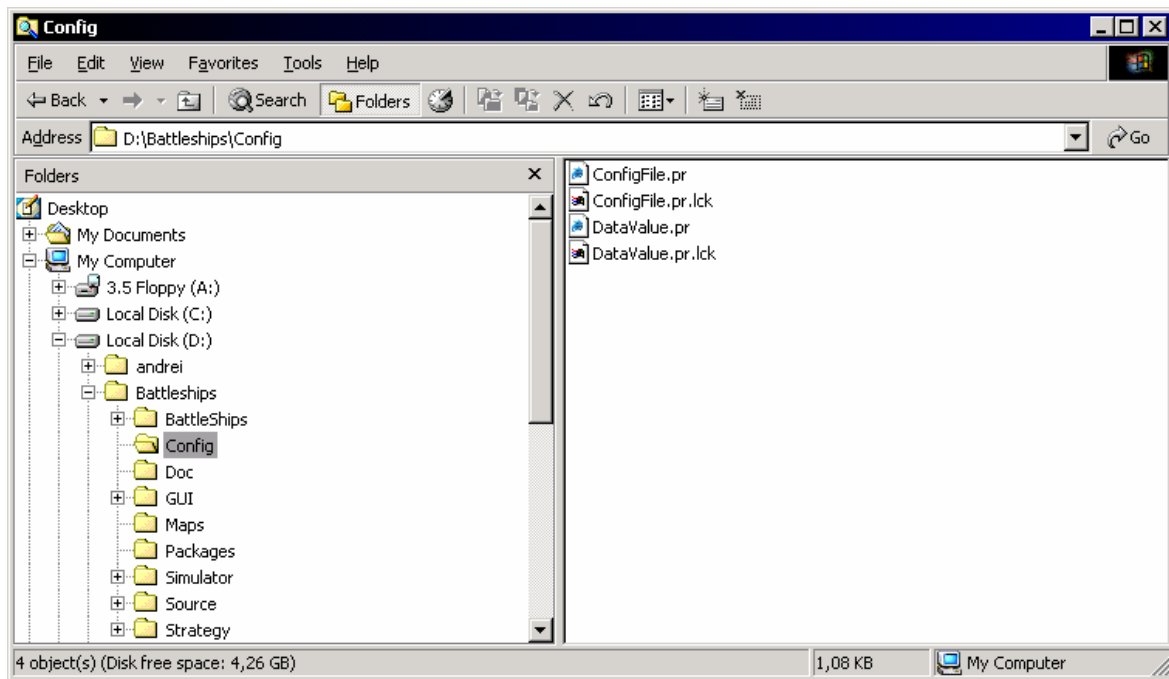 Config
File Edit View Favorites Tools Help
Back Search Folders
Address D:\Battleships\Config Go
Folders
Desktop
My Documents
My Computer
3.5 Floppy (A:)
Local Disk (C:)
Local Disk (D:)
andrei
Battleships
BattleShips
Config
Doc
GUI
Maps
Packages
Simulator
Source
Strategy
ConfigFile.pr
ConfigFile.pr.lck
DataValue.pr
DataValue.pr.lck
4 object(s) (Disk free space: 4,26 GB) 1,08 KB My Computer